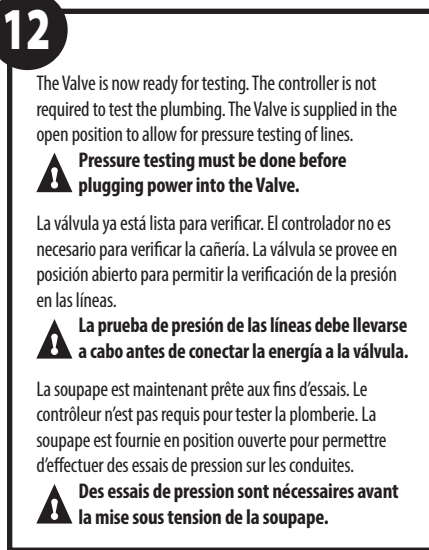 12
The Valve is now ready for testing. The controller is not
required to test the plumbing. The Valve is supplied in the
open position to allow for pressure testing of lines.
Pressure testing must be done before
plugging power into the Valve.
La válvula ya está lista para verificar. El controlador no es
necesario para verificar la cañería. La válvula se provee en
posición abierto para permitir la verificación de la presión
en las líneas.
La prueba de presión de las líneas debe llevarse
a cabo antes de conectar la energía a la válvula.
La soupape est maintenant prête aux fins d'essais. Le
contrôleur n'est pas requis pour tester la plomberie. La
soupape est fournie en position ouverte pour permettre
d'effectuer des essais de pression sur les conduites.
Des essais de pression sont nécessaires avant
la mise sous tension de la soupape.